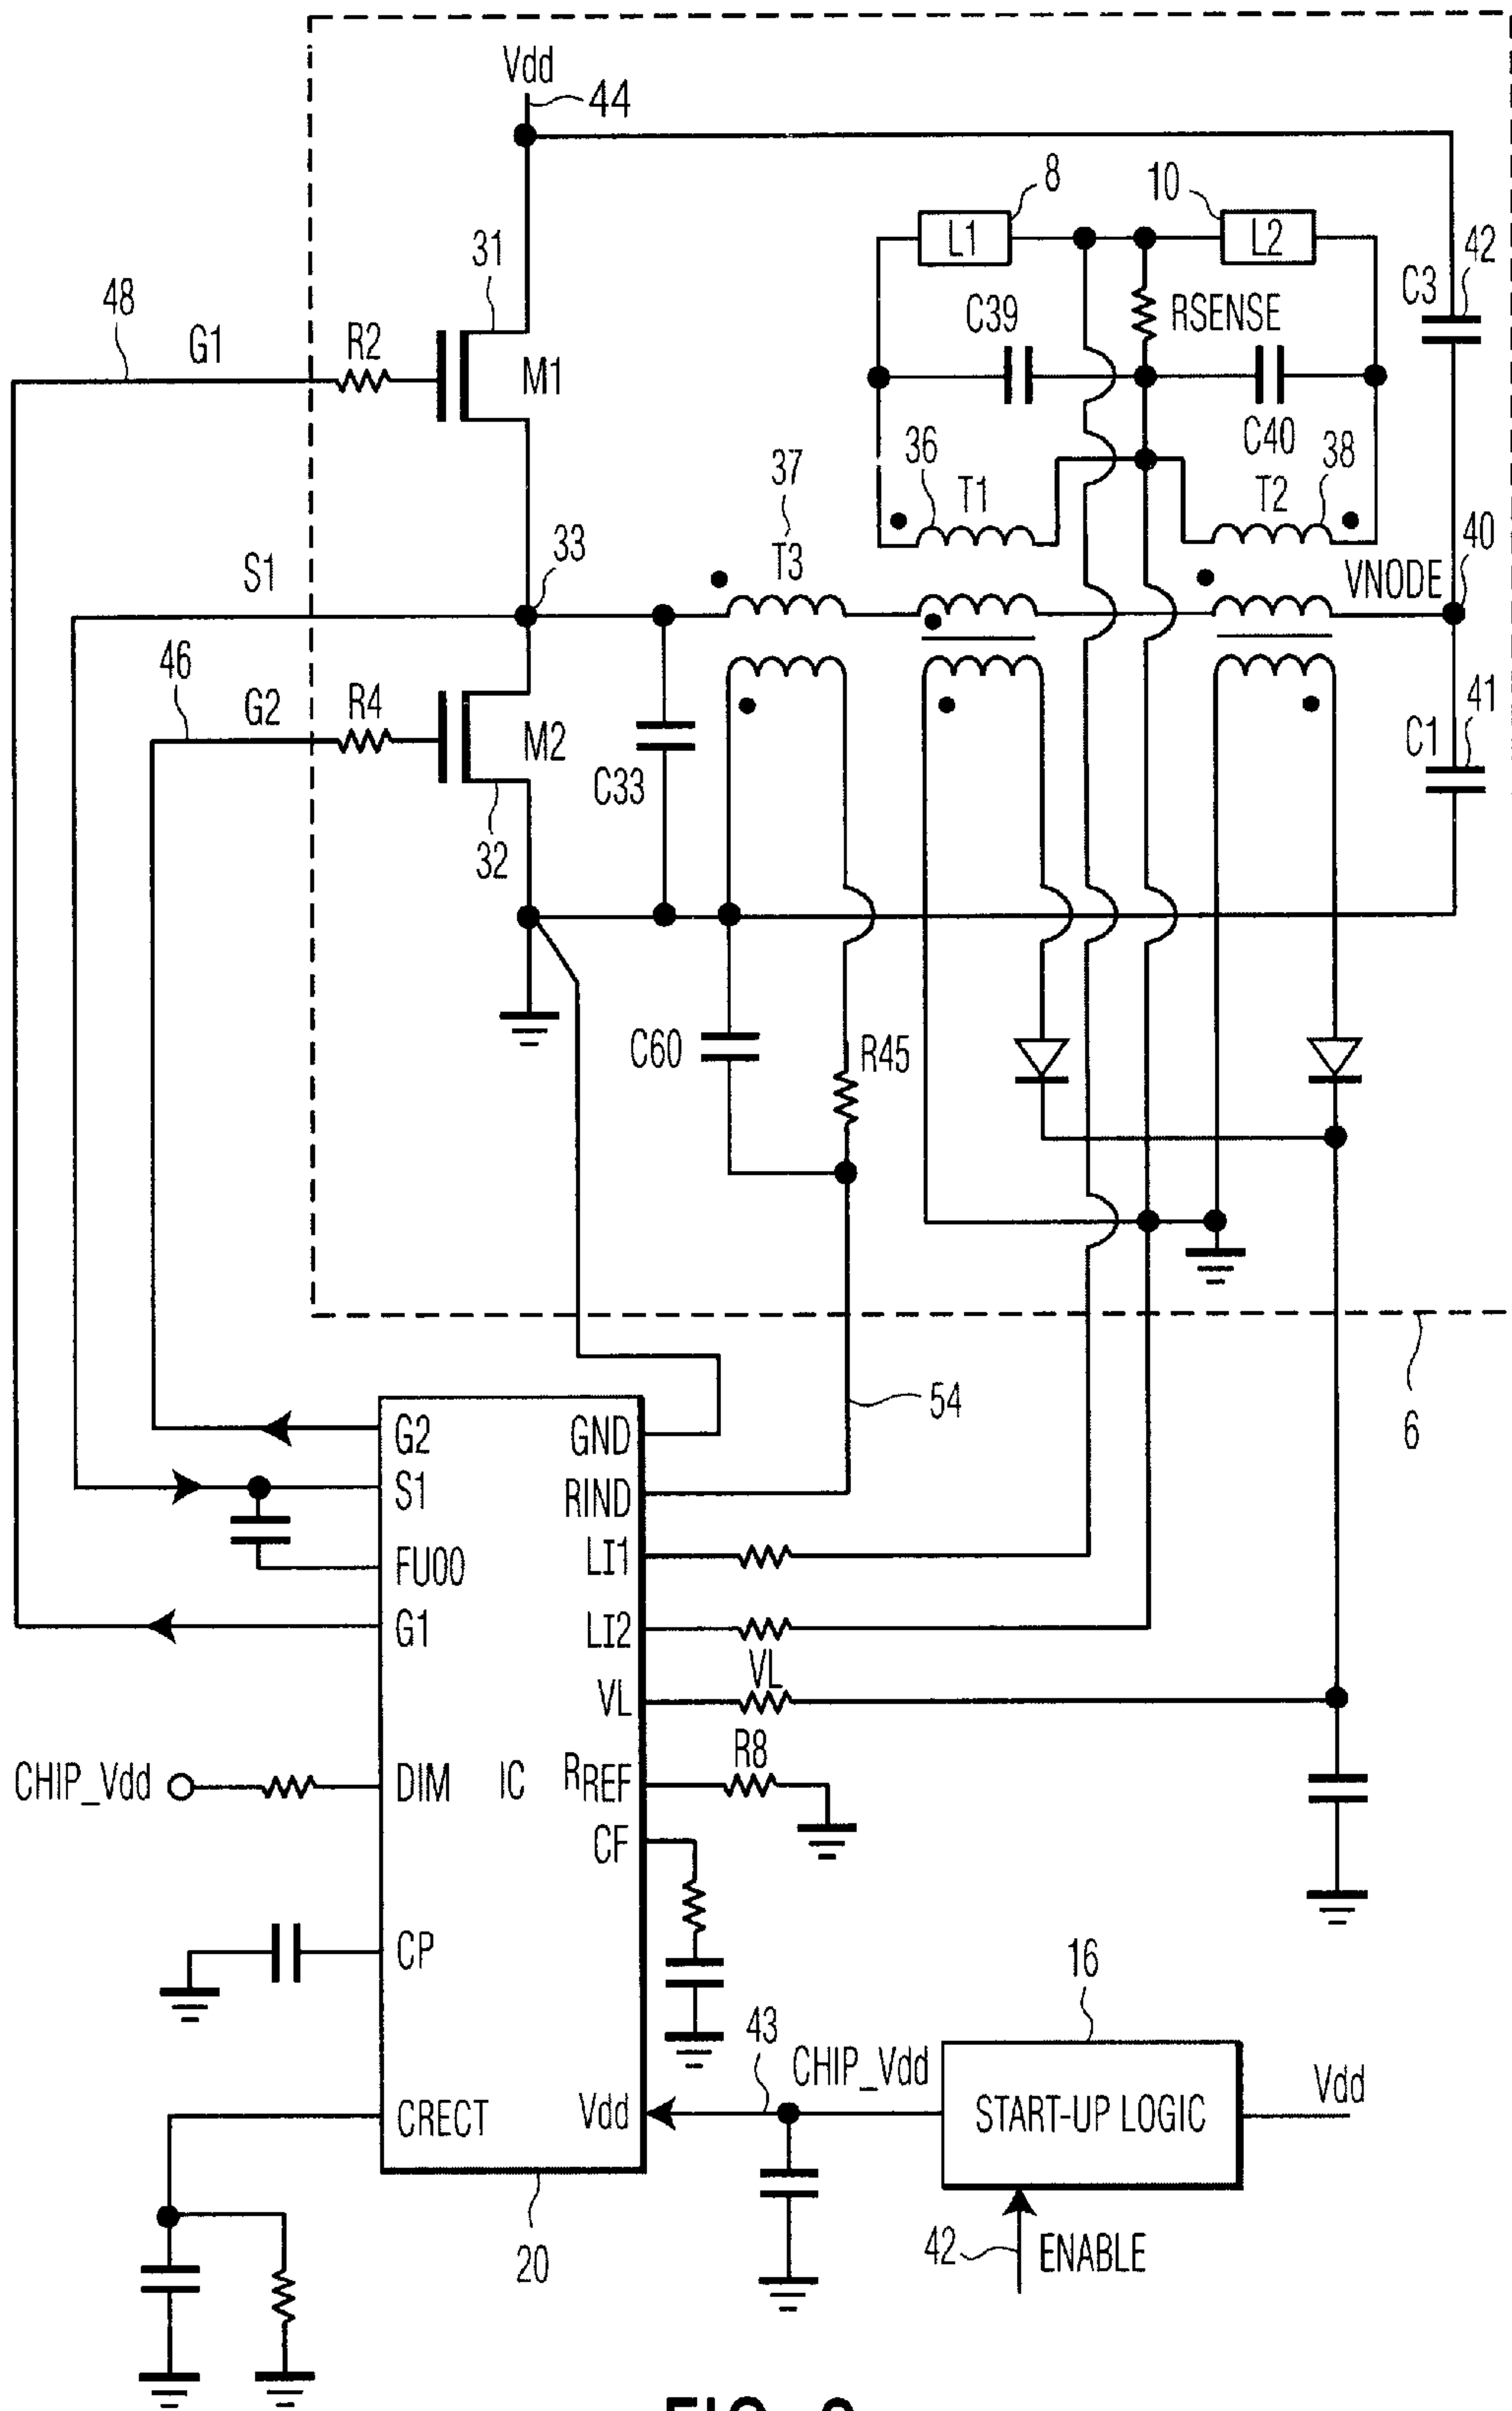 Vdd
44
8
10
L1
L2
31
42
C3
48
G1
R2
M1
C39
RSENSE
C40
36
T1
T2
38
37
T3
33
S1
VNODE
40
46
G2
R4
M2
C33
C1
41
32
C60
R45
54
6
G2
GND
S1
RIND
FU00
LI1
G1
LI2
VL
VL
CHIP_Vdd
DIM
IC
RREF
R8
CF
CP
16
43
CHIP_Vdd
Vdd
CRECT
Vdd
START-UP LOGIC
20
42
ENABLE